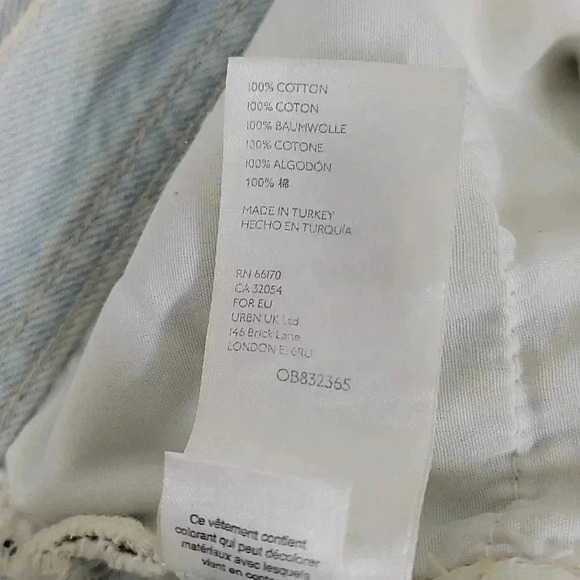 100% COTTON
100% COTON
100% BAUMWOLLE
100% COTONE
100% ALGODÓN
100% 棉
MADE IN TURKEY
HECHO EN TURQUÍA
RN 66170
CA 32054
FOR EU
URBN UK Ltd.
146 Brick Lane
LONDON E1 6RU
OB832365
Ce vêtement contient
colorant qui peut décolorer
matériaux avec lesquels
vient en